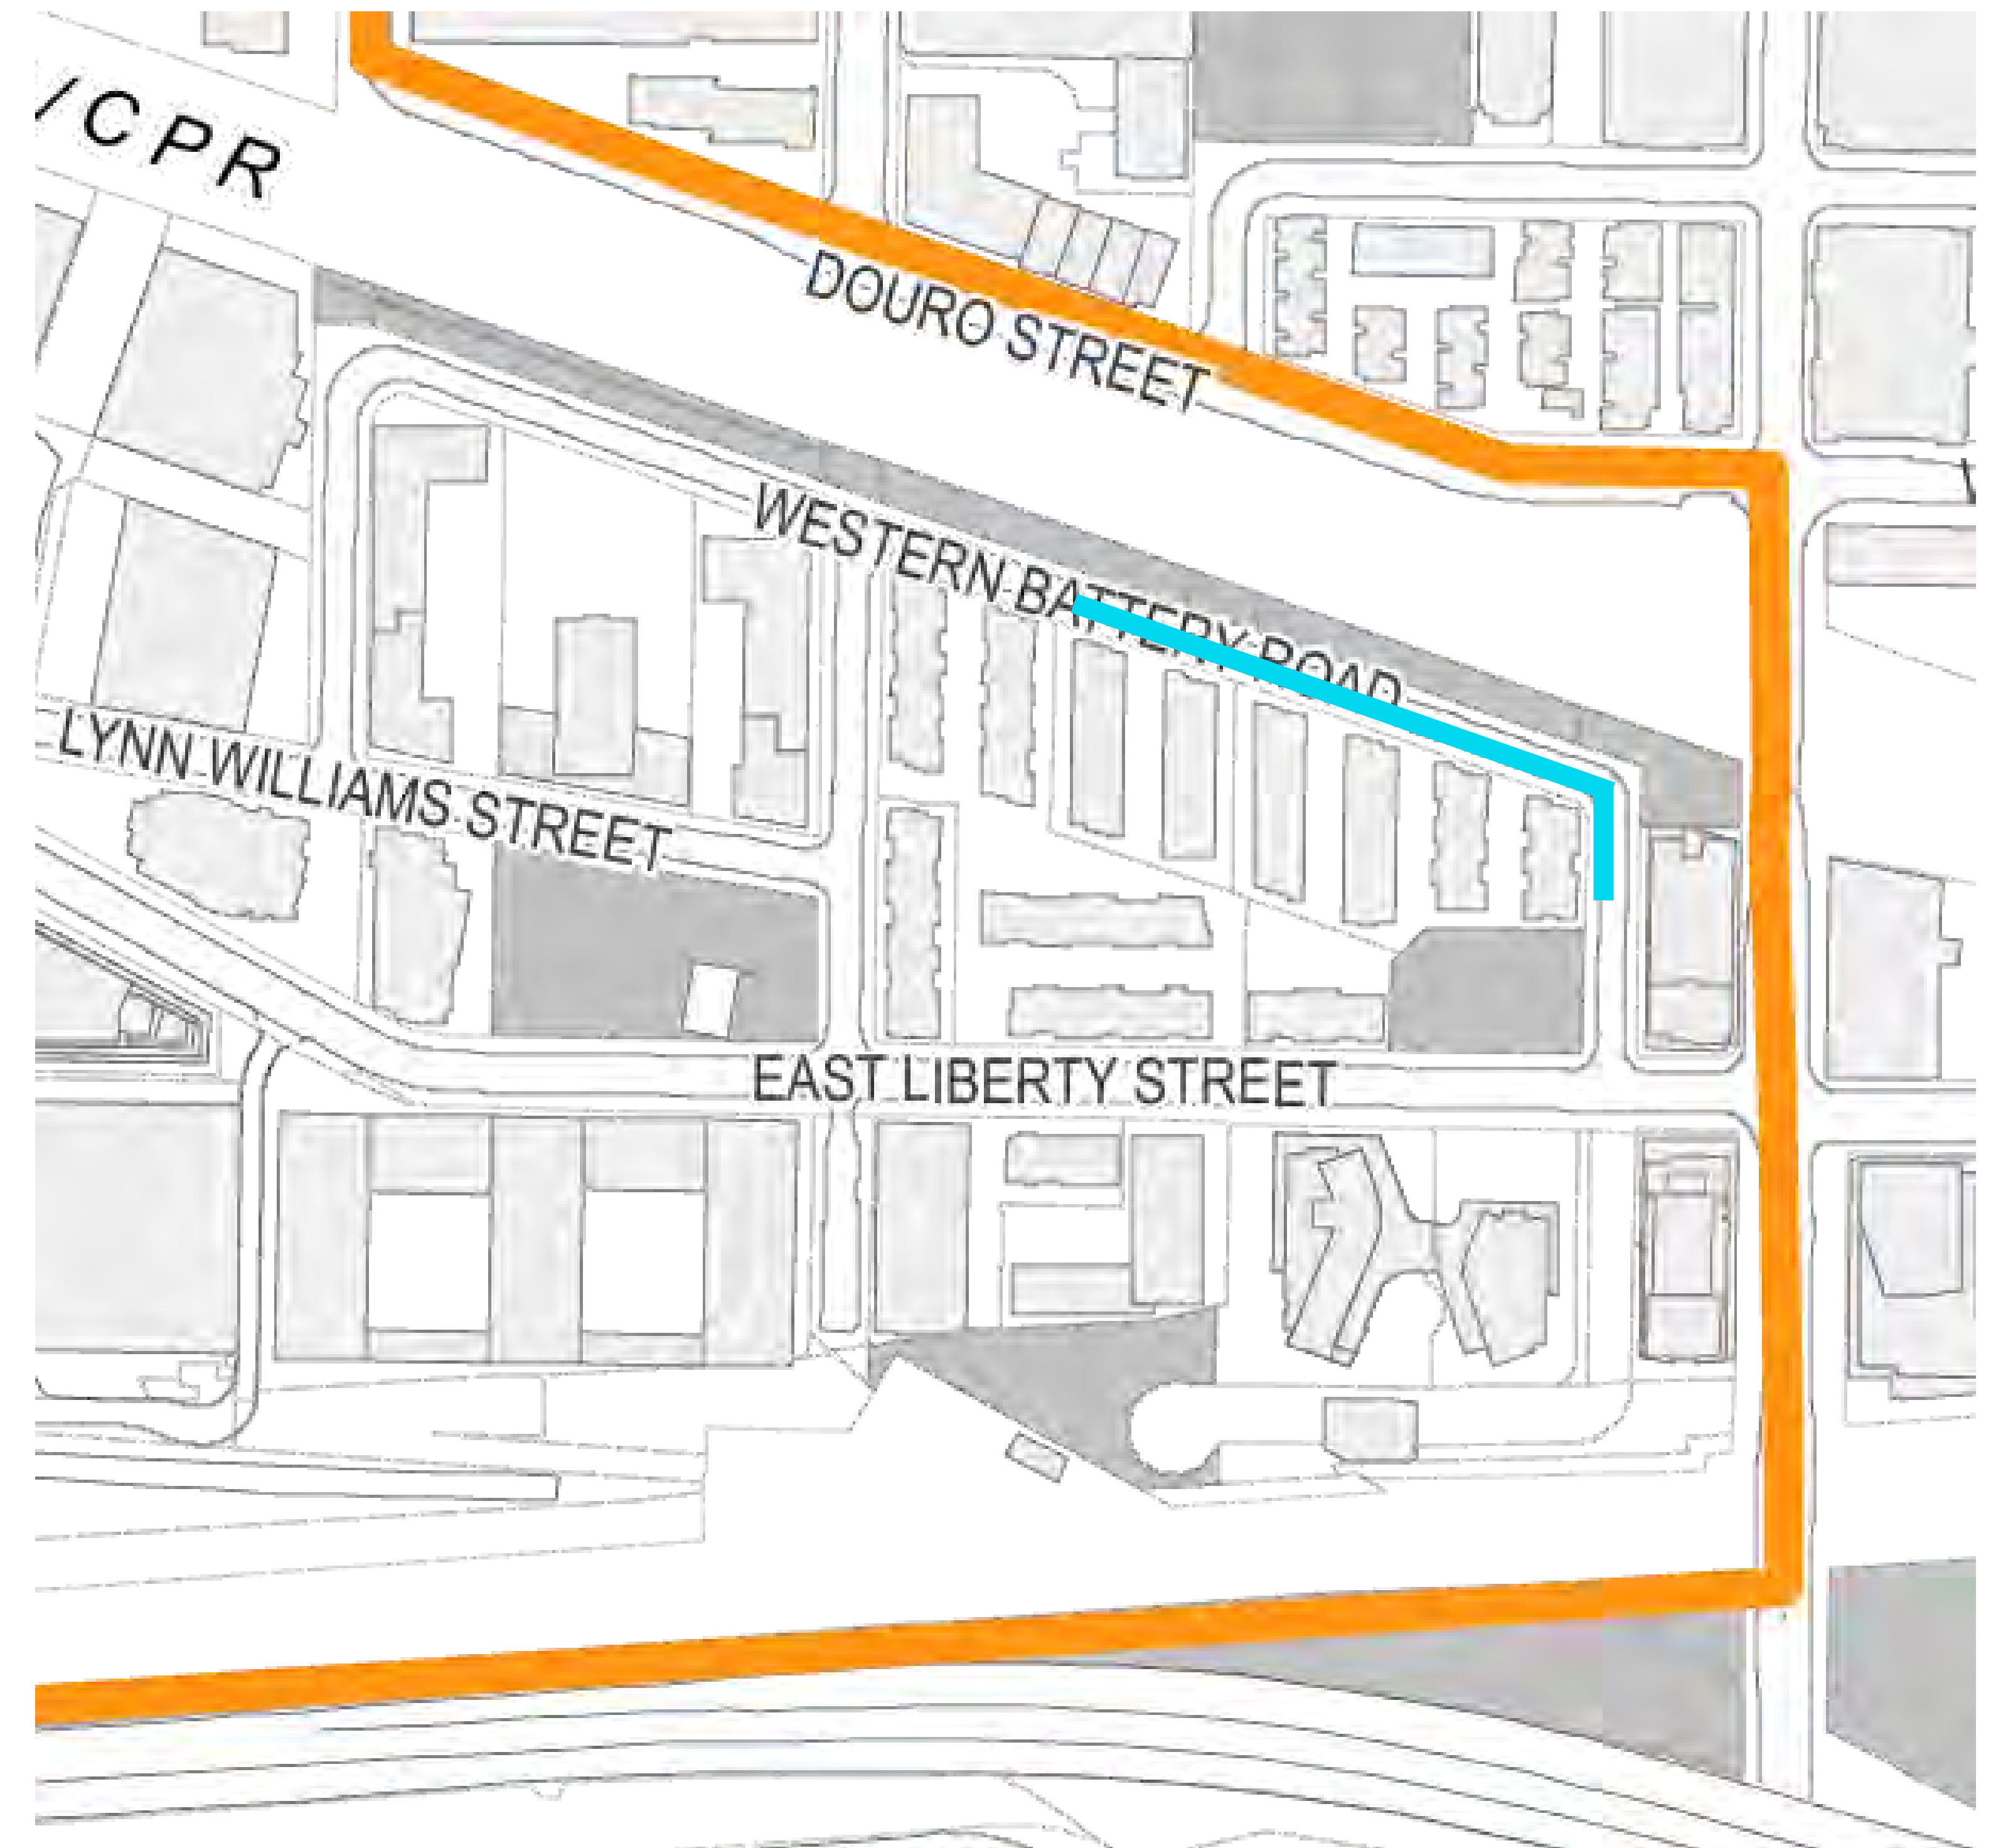 /CPR
DOURO STREET
WESTERN BATTERY ROAD
LYNN WILLIAMS STREET
EAST LIBERTY STREET